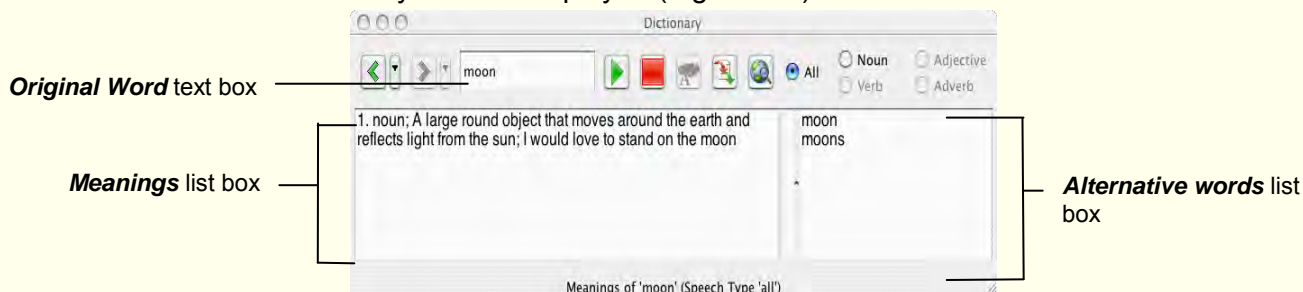 Dictionary
moon
All
Noun
Adjective
Verb
Adverb
Original Word text box
1. noun; A large round object that moves around the earth and
reflects light from the sun; I would love to stand on the moon
moon
moons
*
Meanings list box
Alternative words list
box
Meanings of 'moon' (Speech Type 'all')